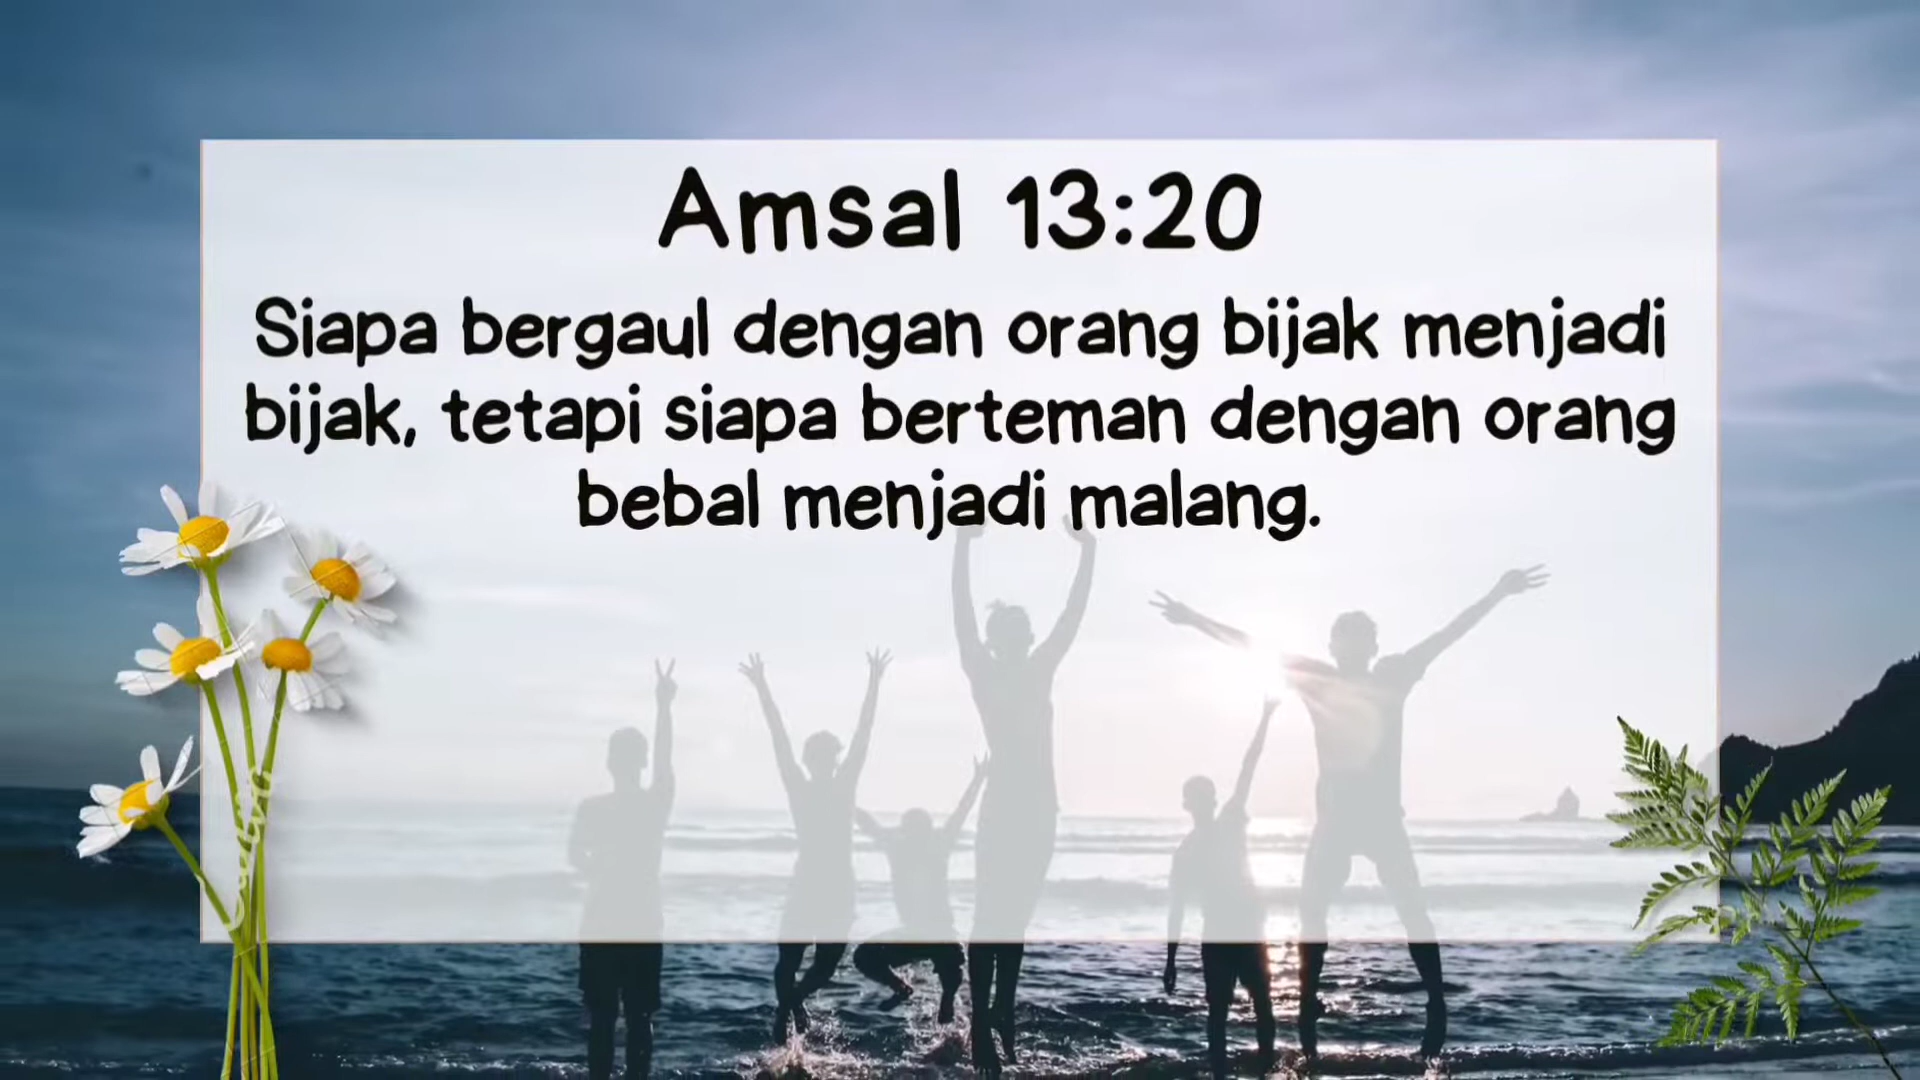 Amsal 13:20
Siapa bergaul dengan orang bijak menjadi
bijak, tetapi siapa berteman dengan orang
bebal menjadi malang.